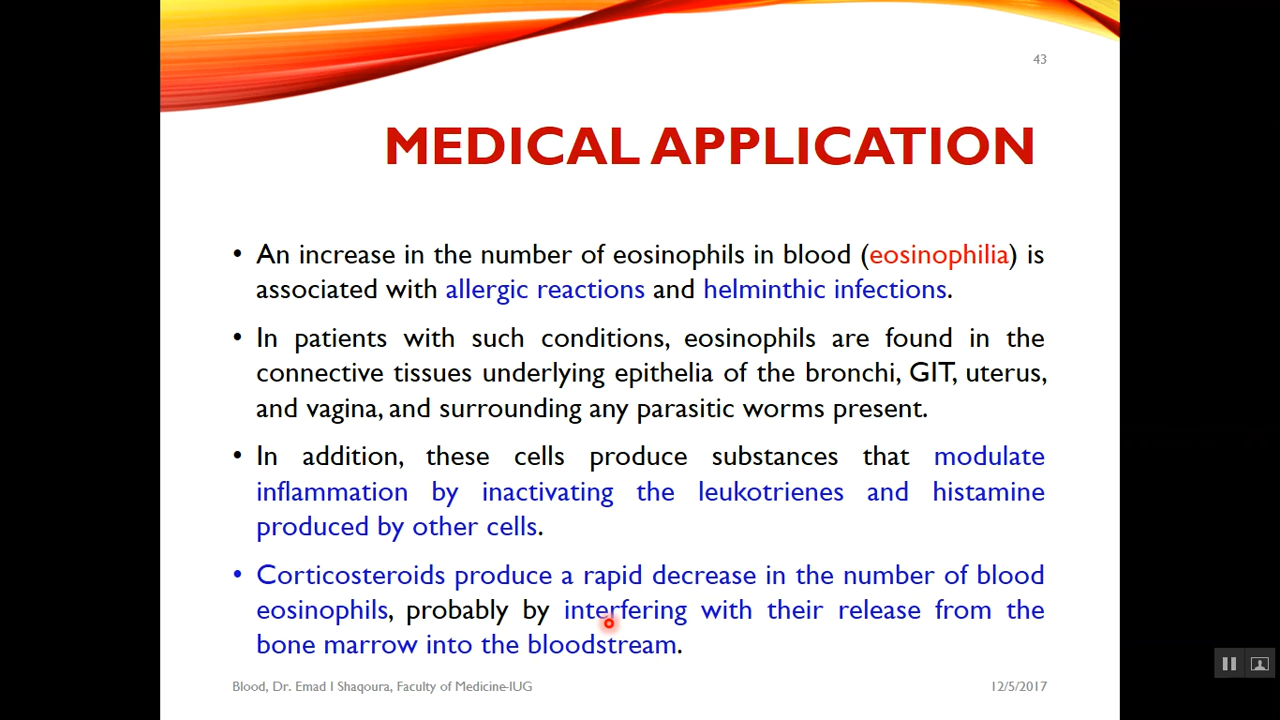 43
MEDICAL APPLICATION
• An increase in the number of eosinophils in blood (eosinophilia) is
associated with allergic reactions and helminthic infections.
• In patients with such conditions, eosinophils are found in the
connective tissues underlying epithelia of the bronchi, GIT, uterus,
and vagina, and surrounding any parasitic worms present.
• In addition, these cells produce substances that modulate
inflammation by inactivating the leukotrienes and histamine
produced by other cells.
• Corticosteroids produce a rapid decrease in the number of blood
eosinophils, probably by interfering with their release from the
bone marrow into the bloodstream.
Blood, Dr. Emad I Shaqoura, Faculty of Medicine-IUG 12/5/2017